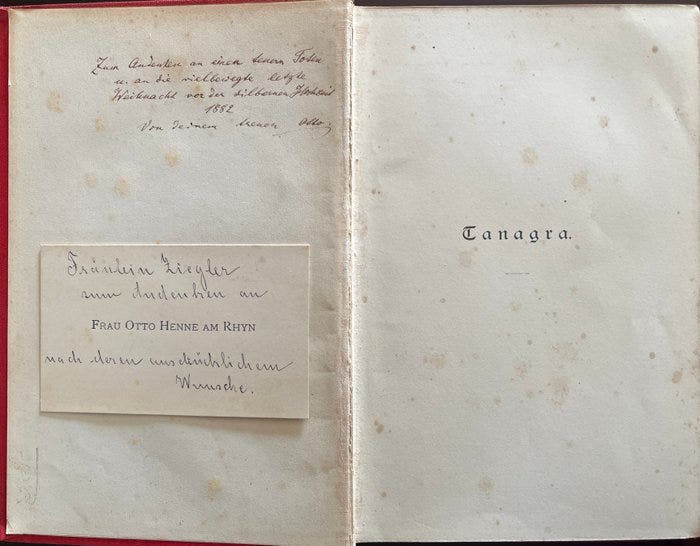 Zum Andenken an einen teuern Toten
u. an die vielbewegte letzte
Weihnacht vor der silbernen Hochzeit
1882
Von deinem treuen Otto.
Fräulein Ziegler
zum Andenken an
FRAU OTTO HENNE AM RHYN
nach deren ausdrücklichem
Wunsche.
Tanagra.